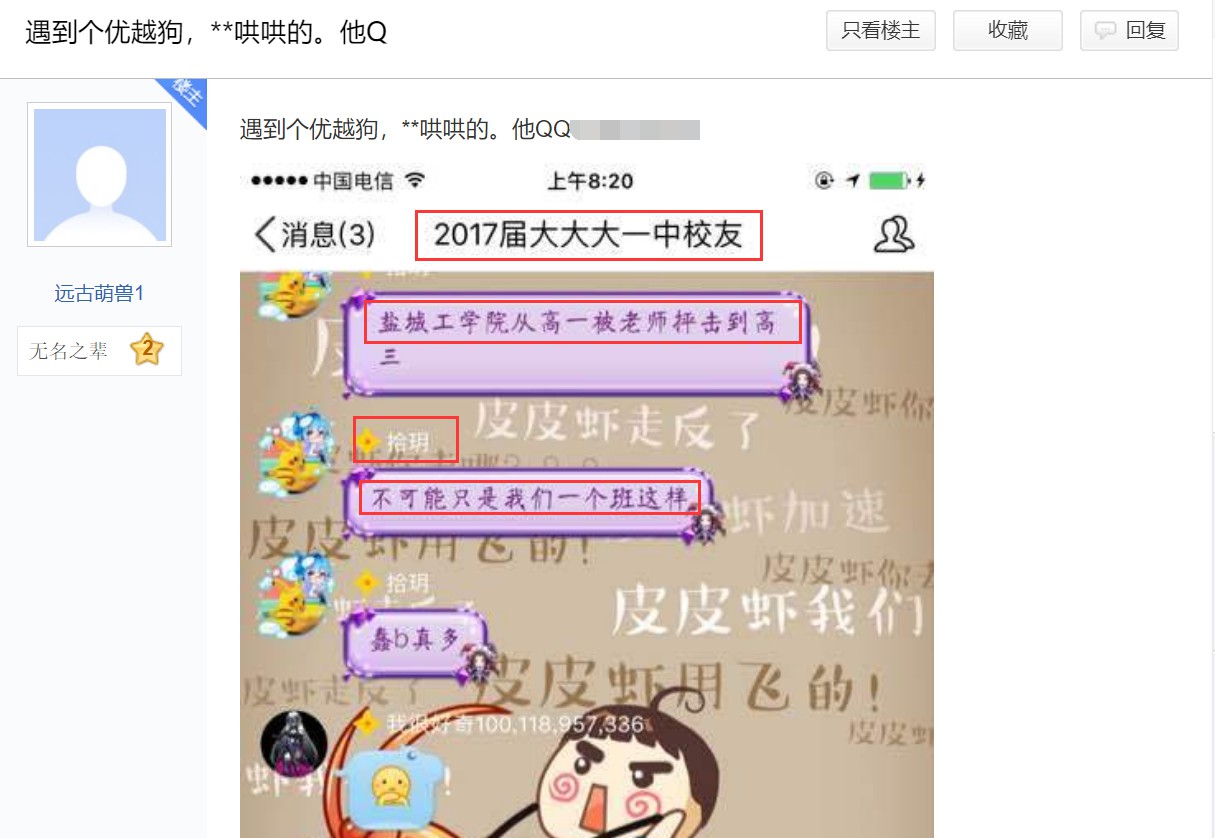 遇到个优越狗，**哄哄的。他Q
只看楼主
收藏
回复
楼主
远古萌兽1
无名之辈
2
遇到个优越狗，**哄哄的。他QQ
中国电信
上午8:20
消息(3)
2017届大大大一中校友
盐城工学院从高一被老师抨击到高
三
皮皮虾你
拾玥
皮皮虾走反了
不可能只是我们一个班这样
虾加速
皮皮虾用飞的！
皮皮虾你去
拾玥
皮皮虾我们
蠢b真多
皮皮虾走反了
皮皮虾用飞的！
我很好奇100,118,957,336
皮皮虾